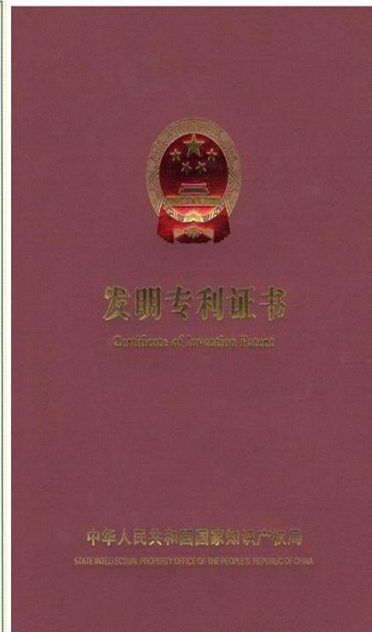 发明专利证书
Certificate of Invention Patent
中华人民共和国国家知识产权局
STATE INTELLECTUAL PROPERTY OFFICE OF THE PEOPLE'S REPUBLIC OF CHINA